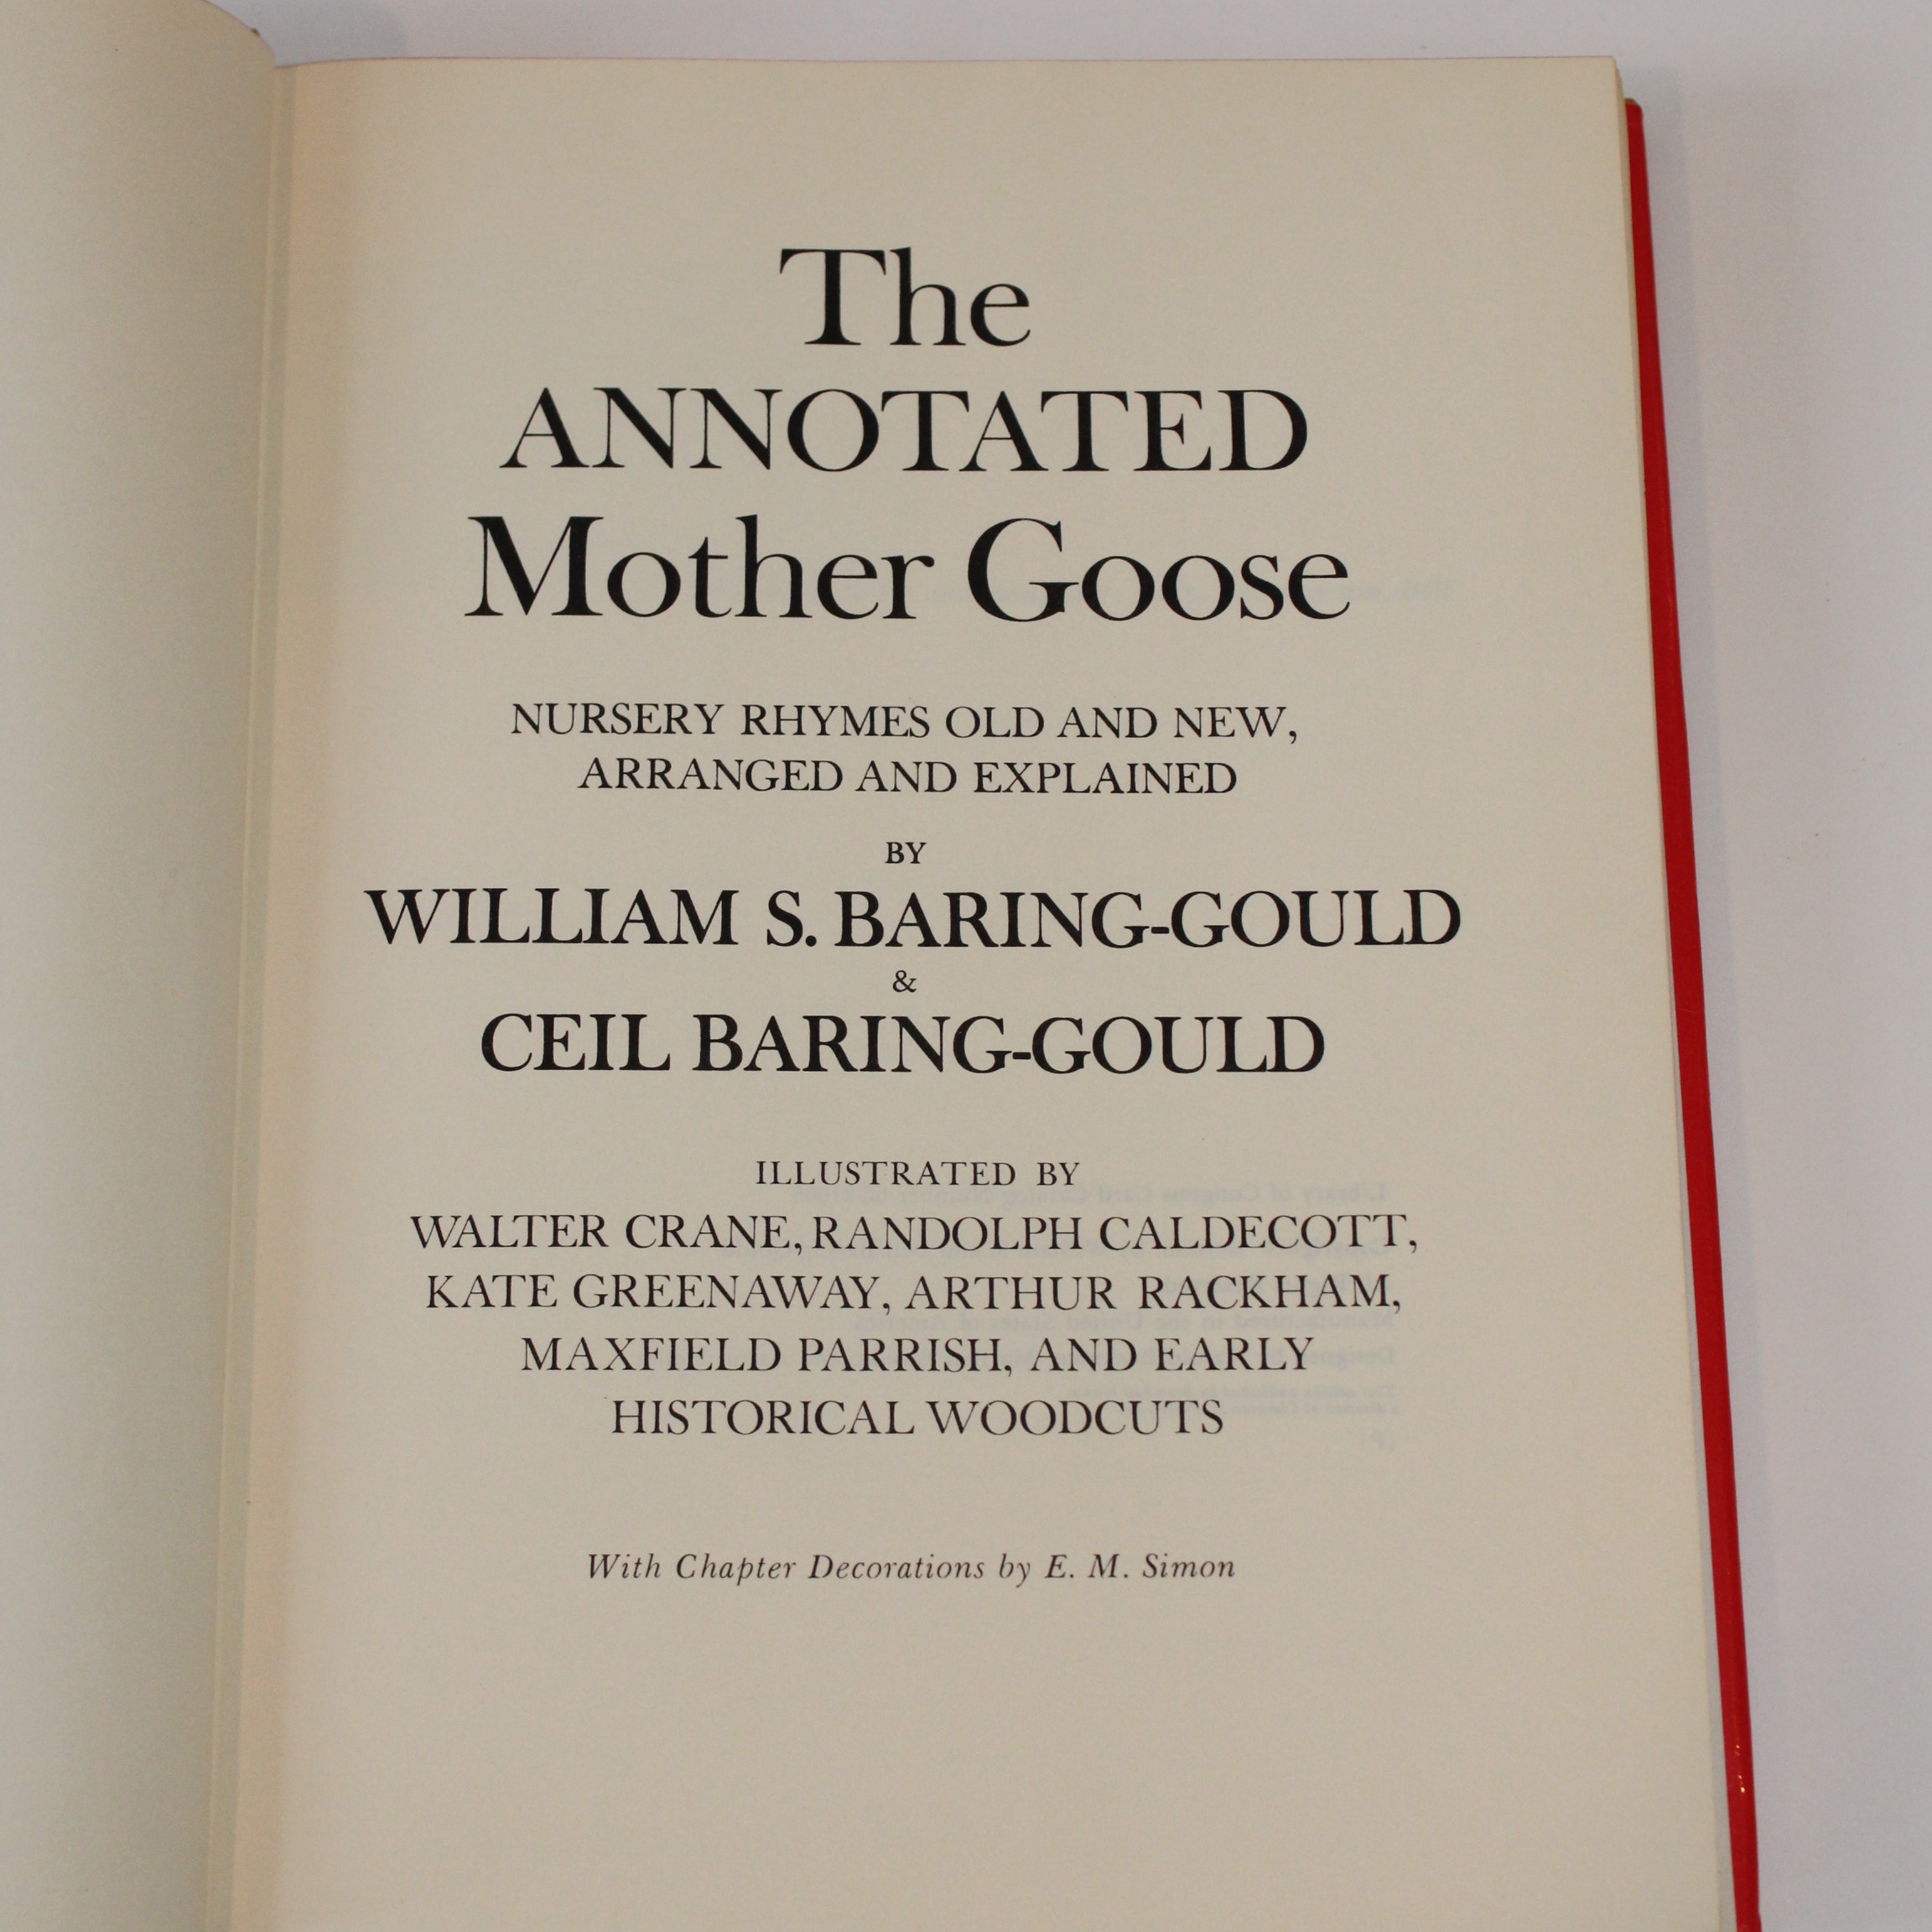 The
ANNOTATED
Mother Goose
NURSERY RHYMES OLD AND NEW,
ARRANGED AND EXPLAINED
BY
WILLIAM S. BARING-GOULD
&
CEIL BARING-GOULD
ILLUSTRATED BY
WALTER CRANE, RANDOLPH CALDECOTT,
KATE GREENAWAY, ARTHUR RACKHAM,
MAXFIELD PARRISH, AND EARLY
HISTORICAL WOODCUTS
With Chapter Decorations by E. M. Simon